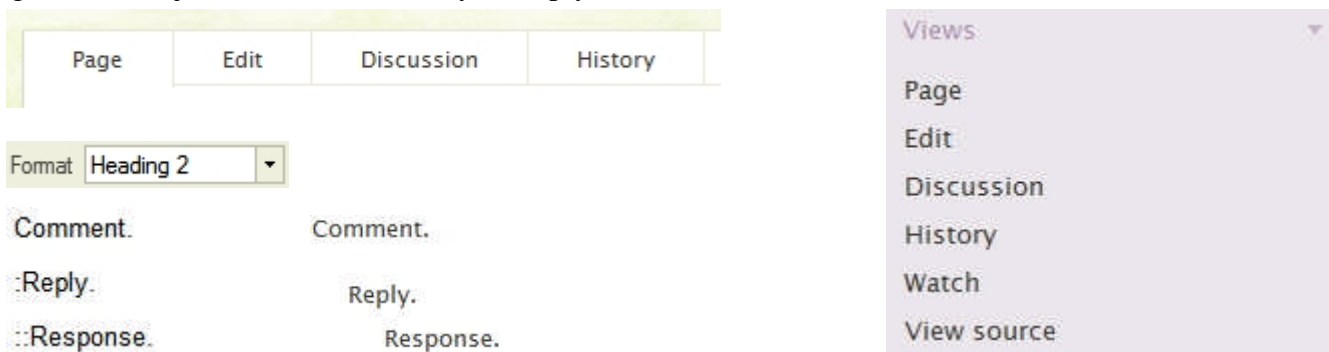 Page Edit Discussion History
Format Heading 2
Comment. Comment.
:Reply. Reply.
::Response. Response.
Views
Page
Edit
Discussion
History
Watch
View source